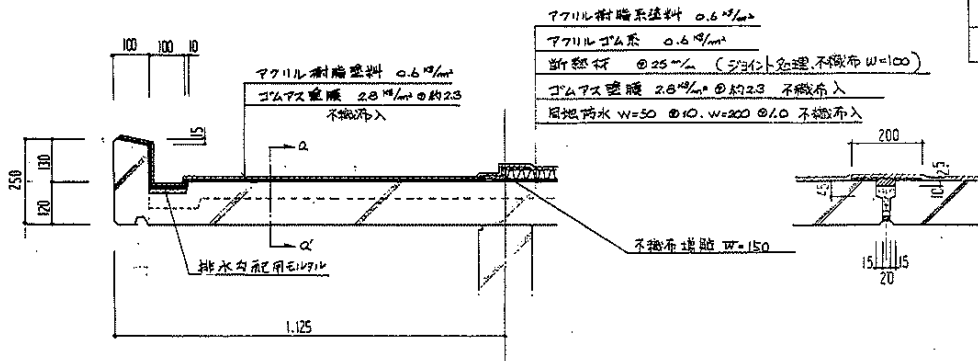 アクリル樹脂系塗料 0.6 kg/m²
アクリルゴム系 0.6 kg/m²
断熱材 ⊕25 m/m (ジョイント処理.不織布 W=100)
ゴムアス塗膜 2.8 kg/m² ⊕約2.3 不織布入
目地防水 W=50 ⊕1.0. W=200 ⊕1.0 不織布入
100 100 10
アクリル樹脂塗料 0.6 kg/m²
ゴムアス塗膜 2.8 kg/m² ⊕約2.3
不織布入
15
250
130
120
a
a'
排水勾配用モルタル
不織布増貼 W=150
1.125
200
25
10
45
15 15
20